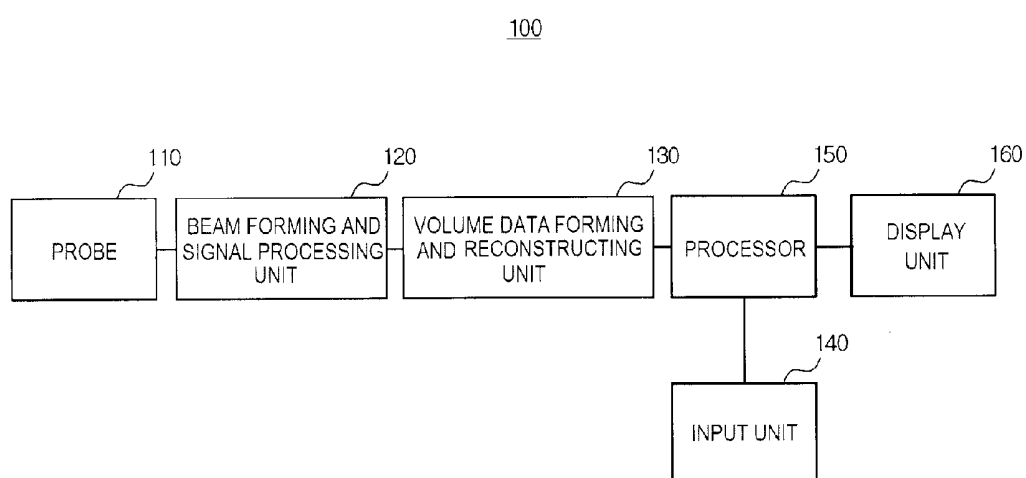 100
110
120
130
150
160
PROBE
BEAM FORMING AND
SIGNAL PROCESSING
UNIT
VOLUME DATA FORMING
AND RECONSTRUCTING
UNIT
PROCESSOR
DISPLAY
UNIT
140
INPUT UNIT